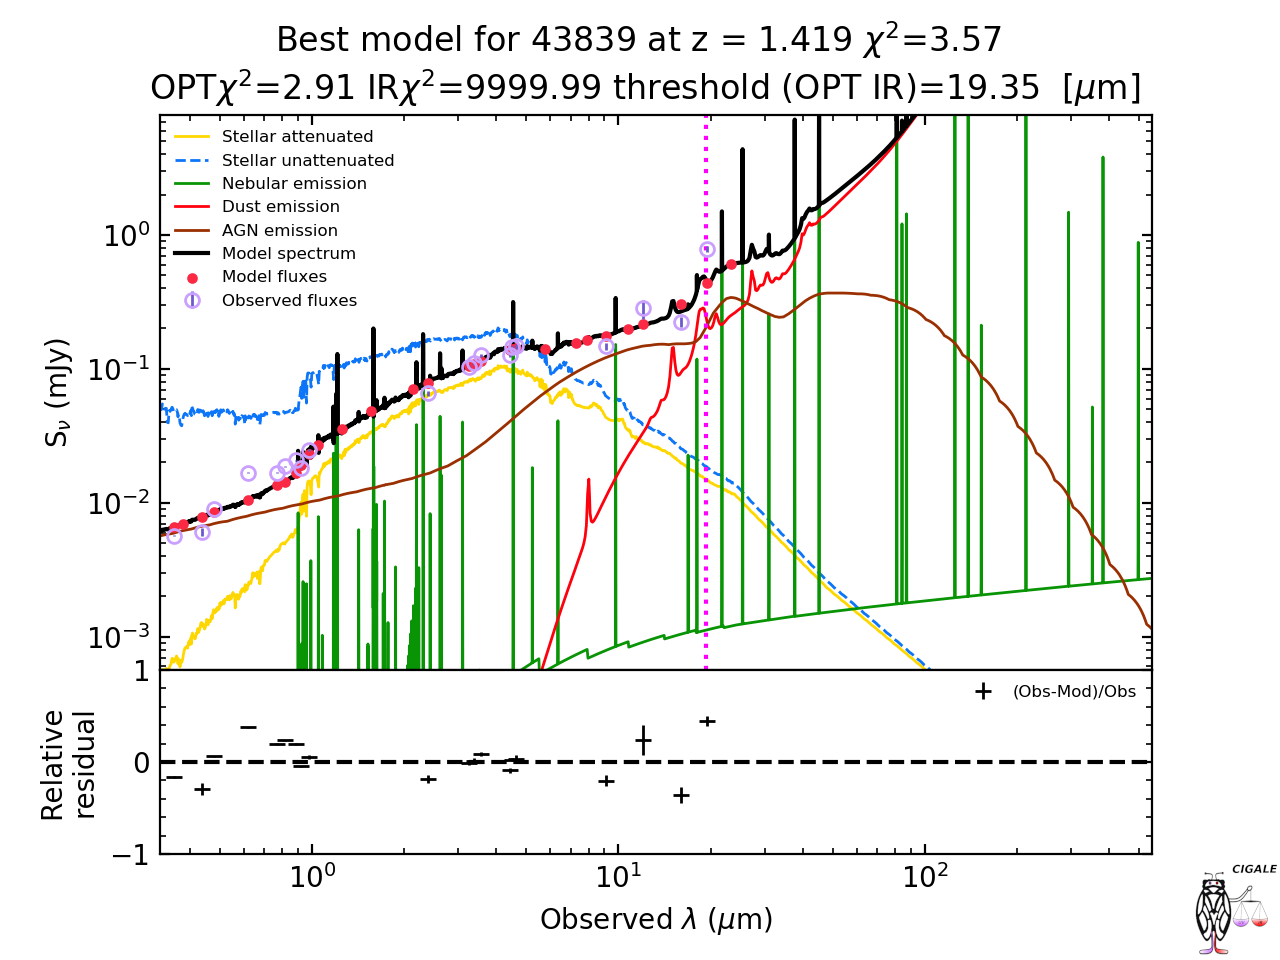 Best model for 43839 at z = 1.419 χ²=3.57
OPTχ²=2.91 IRχ²=9999.99 threshold (OPT IR)=19.35 [μm]
Stellar attenuated
Stellar unattenuated
Nebular emission
Dust emission
AGN emission
Model spectrum
Model fluxes
Observed fluxes
S_ν (mJy)
10⁰
10⁻¹
10⁻²
10⁻³
1
0
−1
Relative
residual
(Obs-Mod)/Obs
10⁰ 10¹ 10²
Observed λ (μm)
CIGALE